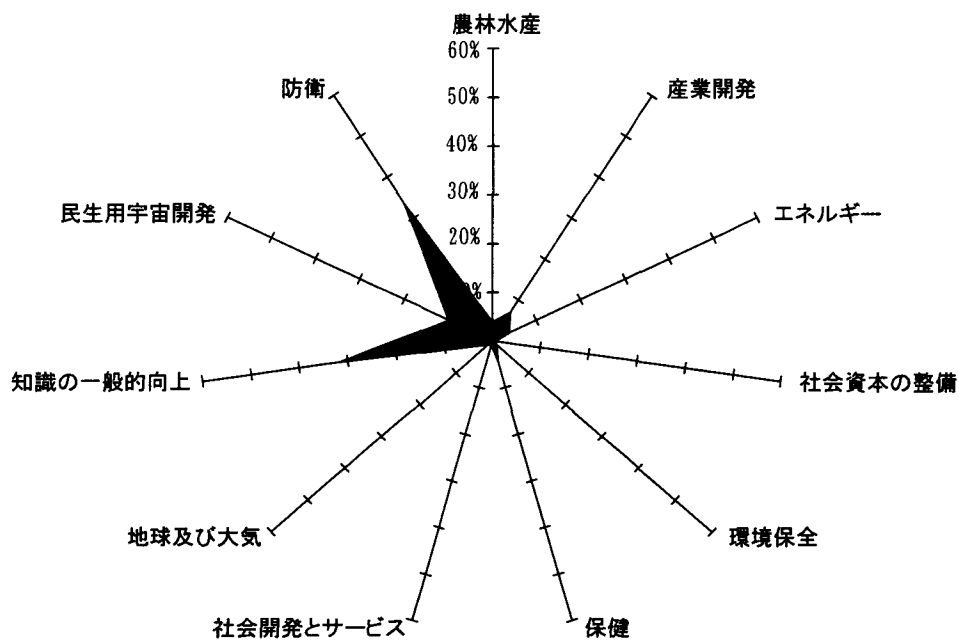 農林水産
60%
50%
40%
30%
20%
産業開発
エネルギー
社会資本の整備
環境保全
保健
社会開発とサービス
地球及び大気
知識の一般的向上
民生用宇宙開発
防衛